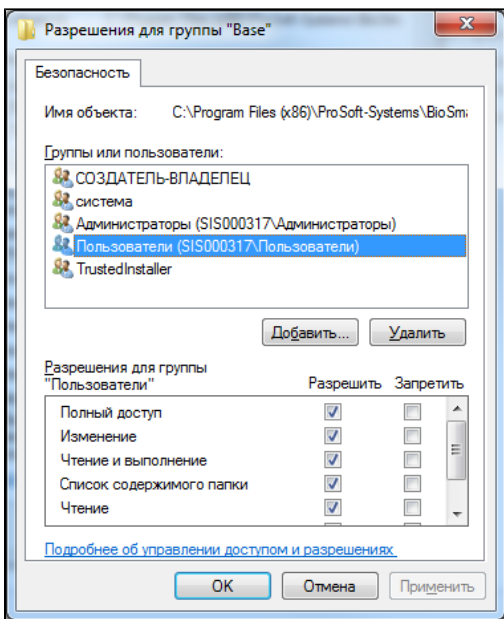 Разрешения для группы "Base"
Безопасность
Имя объекта: C:\Program Files (x86)\ProSoft-Systems\BioSma
Группы или пользователи:
СОЗДАТЕЛЬ-ВЛАДЕЛЕЦ
система
Администраторы (SIS000317\Администраторы)
Пользователи (SIS000317\Пользователи)
TrustedInstaller
Добавить... Удалить
Разрешения для группы
"Пользователи" Разрешить Запретить
Полный доступ
Изменение
Чтение и выполнение
Список содержимого папки
Чтение
Подробнее об управлении доступом и разрешениях
ОК Отмена Применить